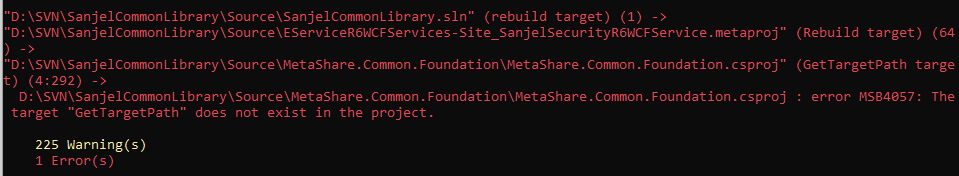 "D:\SVN\SanjelCommonLibrary\Source\SanjelCommonLibrary.sln" (rebuild target) (1) ->
"D:\SVN\SanjelCommonLibrary\Source\EServiceR6WCFServices-Site_SanjelSecurityR6WCFService.metaproj" (Rebuild target) (64
) ->
"D:\SVN\SanjelCommonLibrary\Source\MetaShare.Common.Foundation\MetaShare.Common.Foundation.csproj" (GetTargetPath targe
t) (4:292) ->
  D:\SVN\SanjelCommonLibrary\Source\MetaShare.Common.Foundation\MetaShare.Common.Foundation.csproj : error MSB4057: The
 target "GetTargetPath" does not exist in the project.
    225 Warning(s)
    1 Error(s)